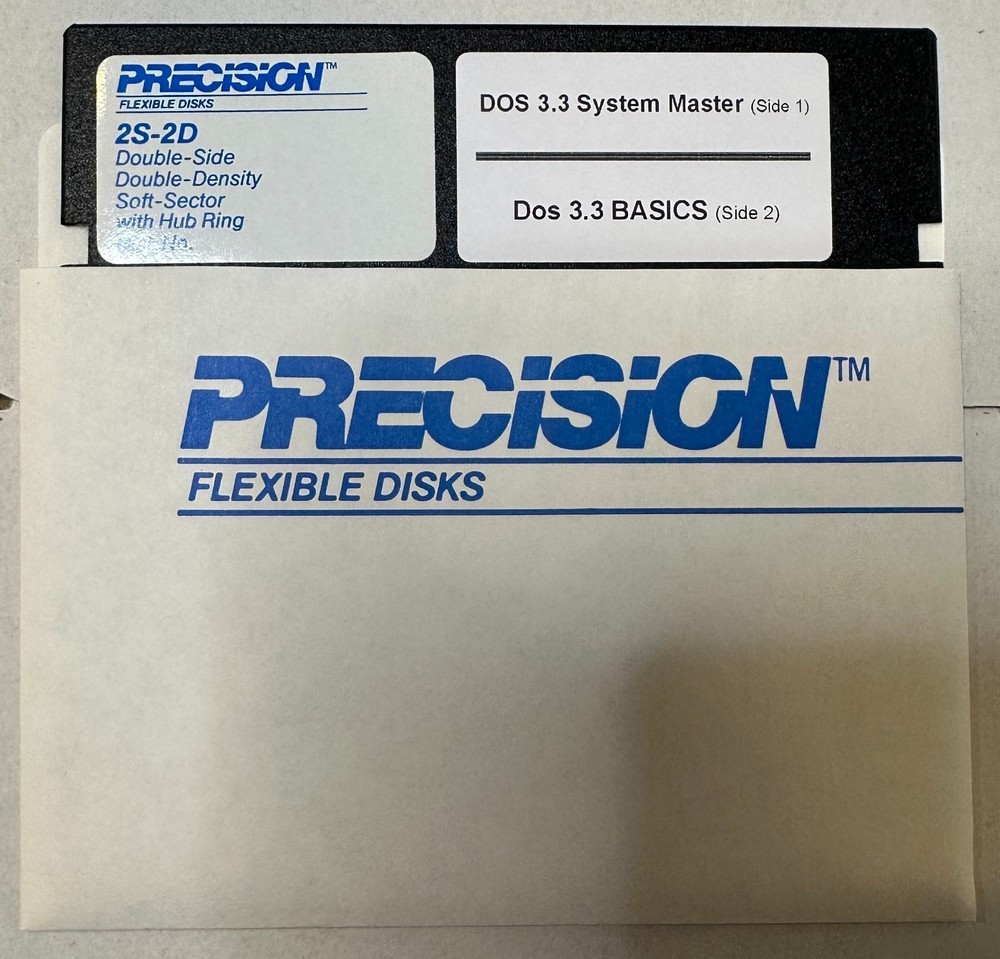 PRECISION™
FLEXIBLE DISKS
2S-2D
Double-Side
Double-Density
Soft-Sector
with Hub Ring
No.
DOS 3.3 System Master (Side 1)
Dos 3.3 BASICS (Side 2)
PRECISION™
FLEXIBLE DISKS